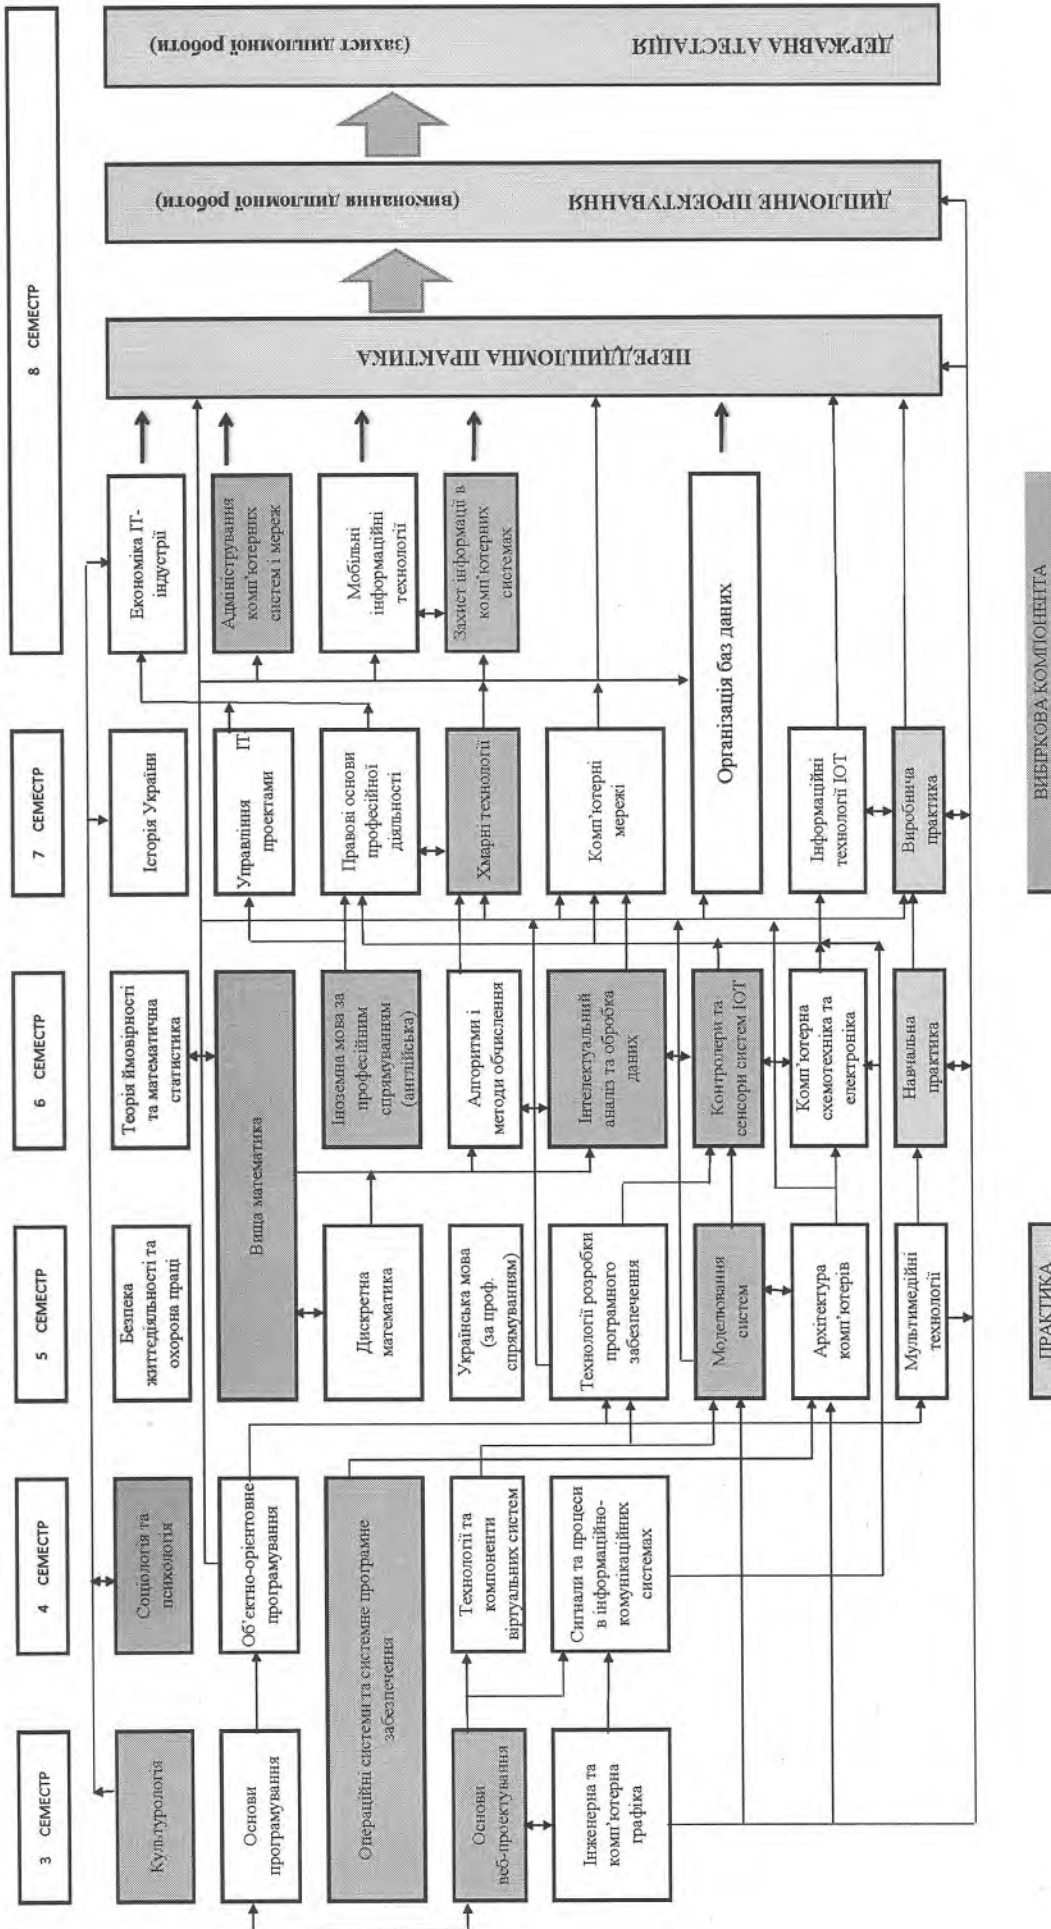 3 СЕМЕСТР
4 СЕМЕСТР
5 СЕМЕСТР
6 СЕМЕСТР
7 СЕМЕСТР
8 СЕМЕСТР
Культурологія
Основи
програмування
Операційні системи та системне програмне
забезпечення
Основи
веб-проектування
Інженерна та
комп'ютерна
графіка
Соціологія та
психологія
Об'єктно-орієнтовне
програмування
Технології та
компоненти
віртуальних систем
Сигнали та процеси
в інформаційно-
комунікаційних
системах
Безпека
життєдіяльності та
охорона праці
Вища математика
Дискретна
математика
Українська мова
(за проф.
спрямуванням)
Технології розробки
програмного
забезпечення
Моделювання
систем
Архітектура
комп'ютерів
Мультимедійні
технології
Теорія ймовірності
та математична
статистика
Іноземна мова за
професійним
спрямуванням
(англійська)
Алгоритми і
методи обчислення
Інтелектуальний
аналіз та обробка
даних
Контролери та
сенсори систем ІОТ
Комп'ютерна
схемотехніка та
електроніка
Навчальна
практика
Історія України
Управління ІТ
проектами
Правові основи
професійної
діяльності
Хмарні технології
Комп'ютерні
мережі
Організація баз даних
Інформаційні
технології ІОТ
Виробнича
практика
Економіка ІТ-
індустрії
Адміністрування
комп'ютерних
систем і мереж
Мобільні
інформаційні
технології
Захист інформації в
комп'ютерних
системах
ПЕРЕДДИПЛОМНА ПРАКТИКА
ДИПЛОМНЕ ПРОЕКТУВАННЯ (виконання дипломної роботи)
ДЕРЖАВНА АТЕСТАЦІЯ (захист дипломної роботи)
ПРАКТИКА
ВИБІРКОВА КОМПОНЕНТА